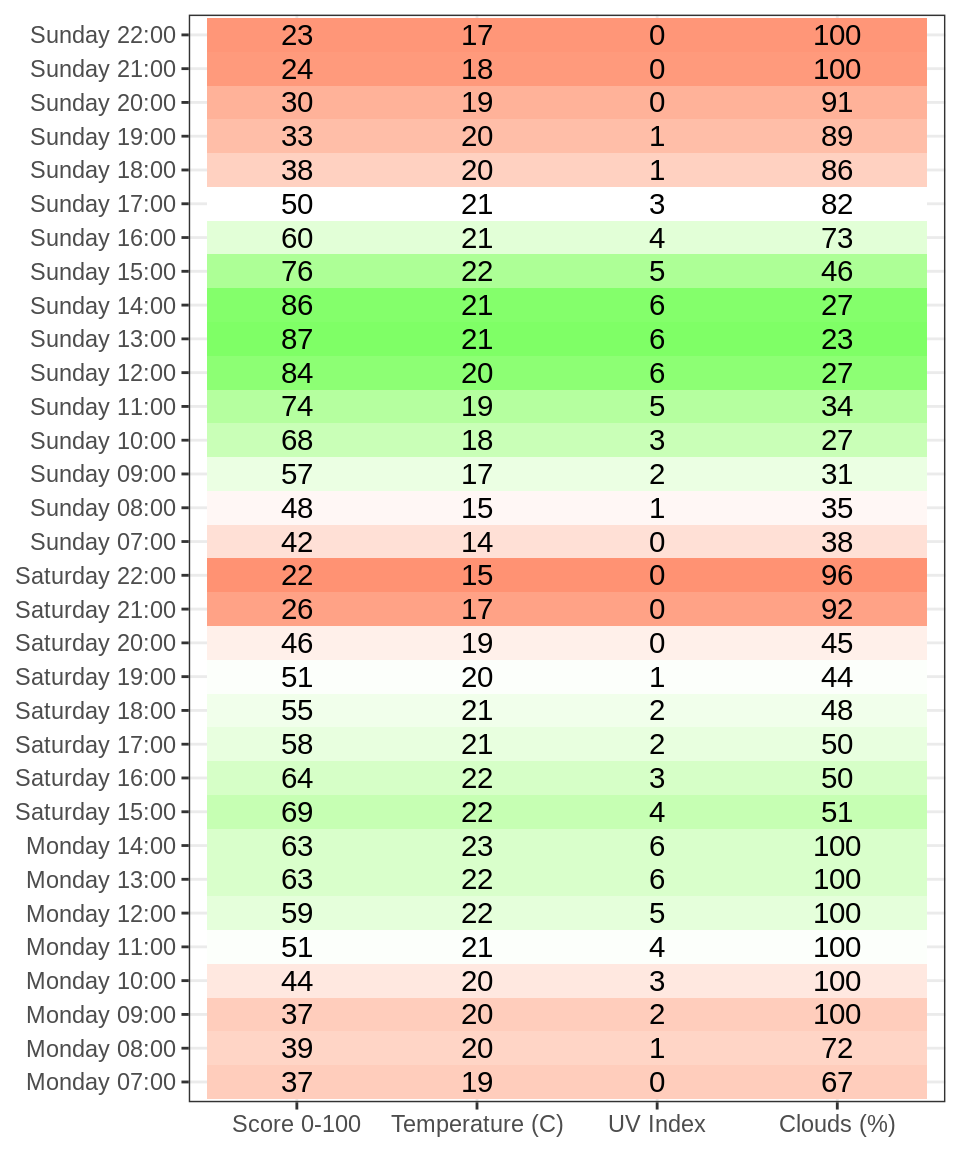 Sunday 22:00 23 17 0 100
Sunday 21:00 24 18 0 100
Sunday 20:00 30 19 0 91
Sunday 19:00 33 20 1 89
Sunday 18:00 38 20 1 86
Sunday 17:00 50 21 3 82
Sunday 16:00 60 21 4 73
Sunday 15:00 76 22 5 46
Sunday 14:00 86 21 6 27
Sunday 13:00 87 21 6 23
Sunday 12:00 84 20 6 27
Sunday 11:00 74 19 5 34
Sunday 10:00 68 18 3 27
Sunday 09:00 57 17 2 31
Sunday 08:00 48 15 1 35
Sunday 07:00 42 14 0 38
Saturday 22:00 22 15 0 96
Saturday 21:00 26 17 0 92
Saturday 20:00 46 19 0 45
Saturday 19:00 51 20 1 44
Saturday 18:00 55 21 2 48
Saturday 17:00 58 21 2 50
Saturday 16:00 64 22 3 50
Saturday 15:00 69 22 4 51
Monday 14:00 63 23 6 100
Monday 13:00 63 22 6 100
Monday 12:00 59 22 5 100
Monday 11:00 51 21 4 100
Monday 10:00 44 20 3 100
Monday 09:00 37 20 2 100
Monday 08:00 39 20 1 72
Monday 07:00 37 19 0 67
Score 0-100 Temperature (C) UV Index Clouds (%)